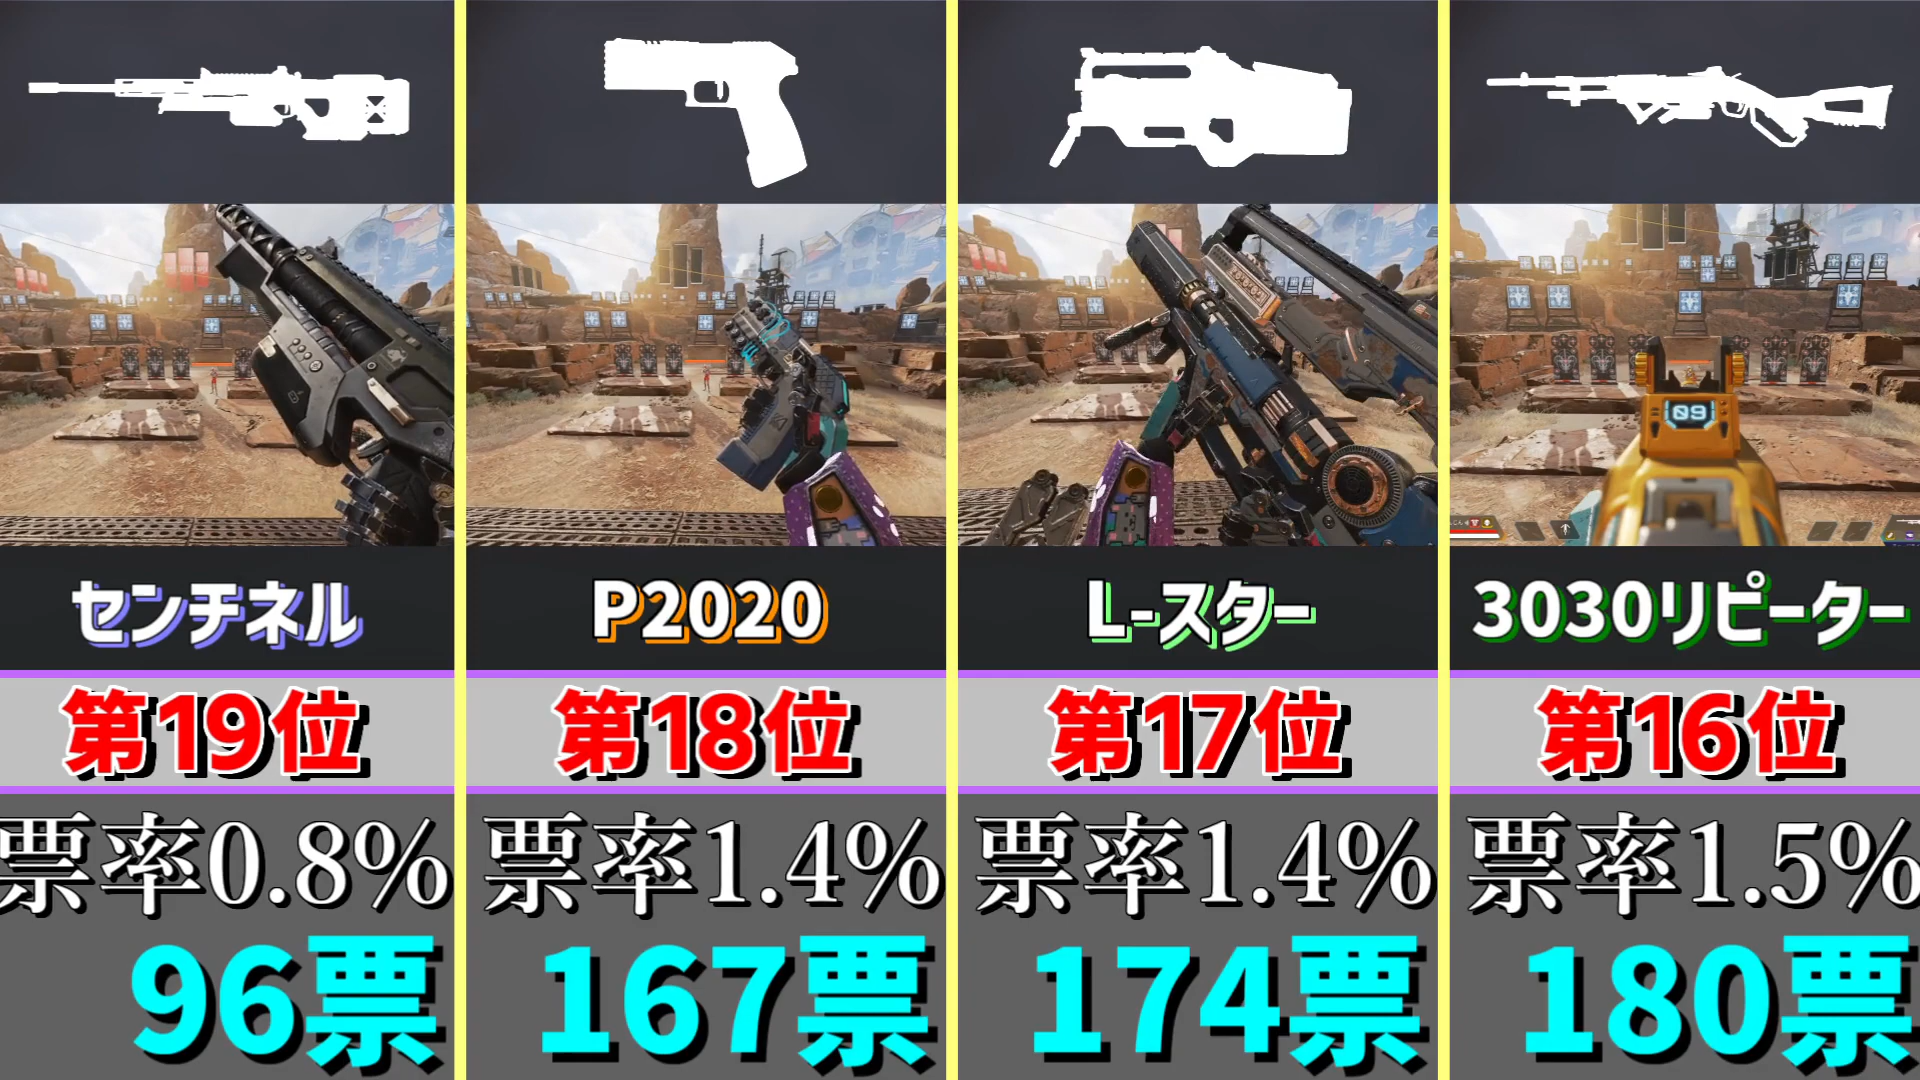 09
センチネル
第19位
票率0.8%
96票
P2020
第18位
票率1.4%
167票
L-スター
第17位
票率1.4%
174票
3030リピーター
第16位
票率1.5%
180票